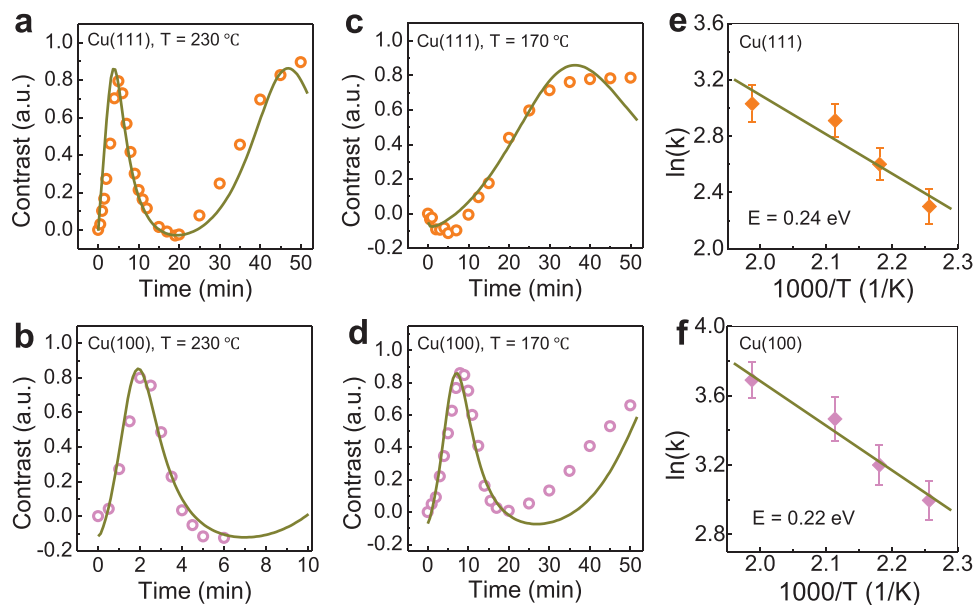 a
Cu(111), T = 230 ℃
Contrast (a.u.)
1.0
0.8
0.6
0.4
0.2
0.0
0 10 20 30 40 50
Time (min)
c
Cu(111), T = 170 ℃
Contrast (a.u.)
1.0
0.8
0.6
0.4
0.2
0.0
-0.2
0 10 20 30 40 50
Time (min)
e
Cu(111)
ln(k)
3.6
3.2
2.8
2.4
2.0
E = 0.24 eV
2.0 2.1 2.2 2.3
1000/T (1/K)
b
Cu(100), T = 230 ℃
Contrast (a.u.)
1.0
0.8
0.6
0.4
0.2
0.0
-0.2
0 2 4 6 8 10
Time (min)
d
Cu(100), T = 170 ℃
Contrast (a.u.)
1.0
0.8
0.6
0.4
0.2
0.0
-0.2
0 10 20 30 40 50
Time (min)
f
Cu(100)
ln(k)
4.0
3.6
3.2
2.8
E = 0.22 eV
2.0 2.1 2.2 2.3
1000/T (1/K)